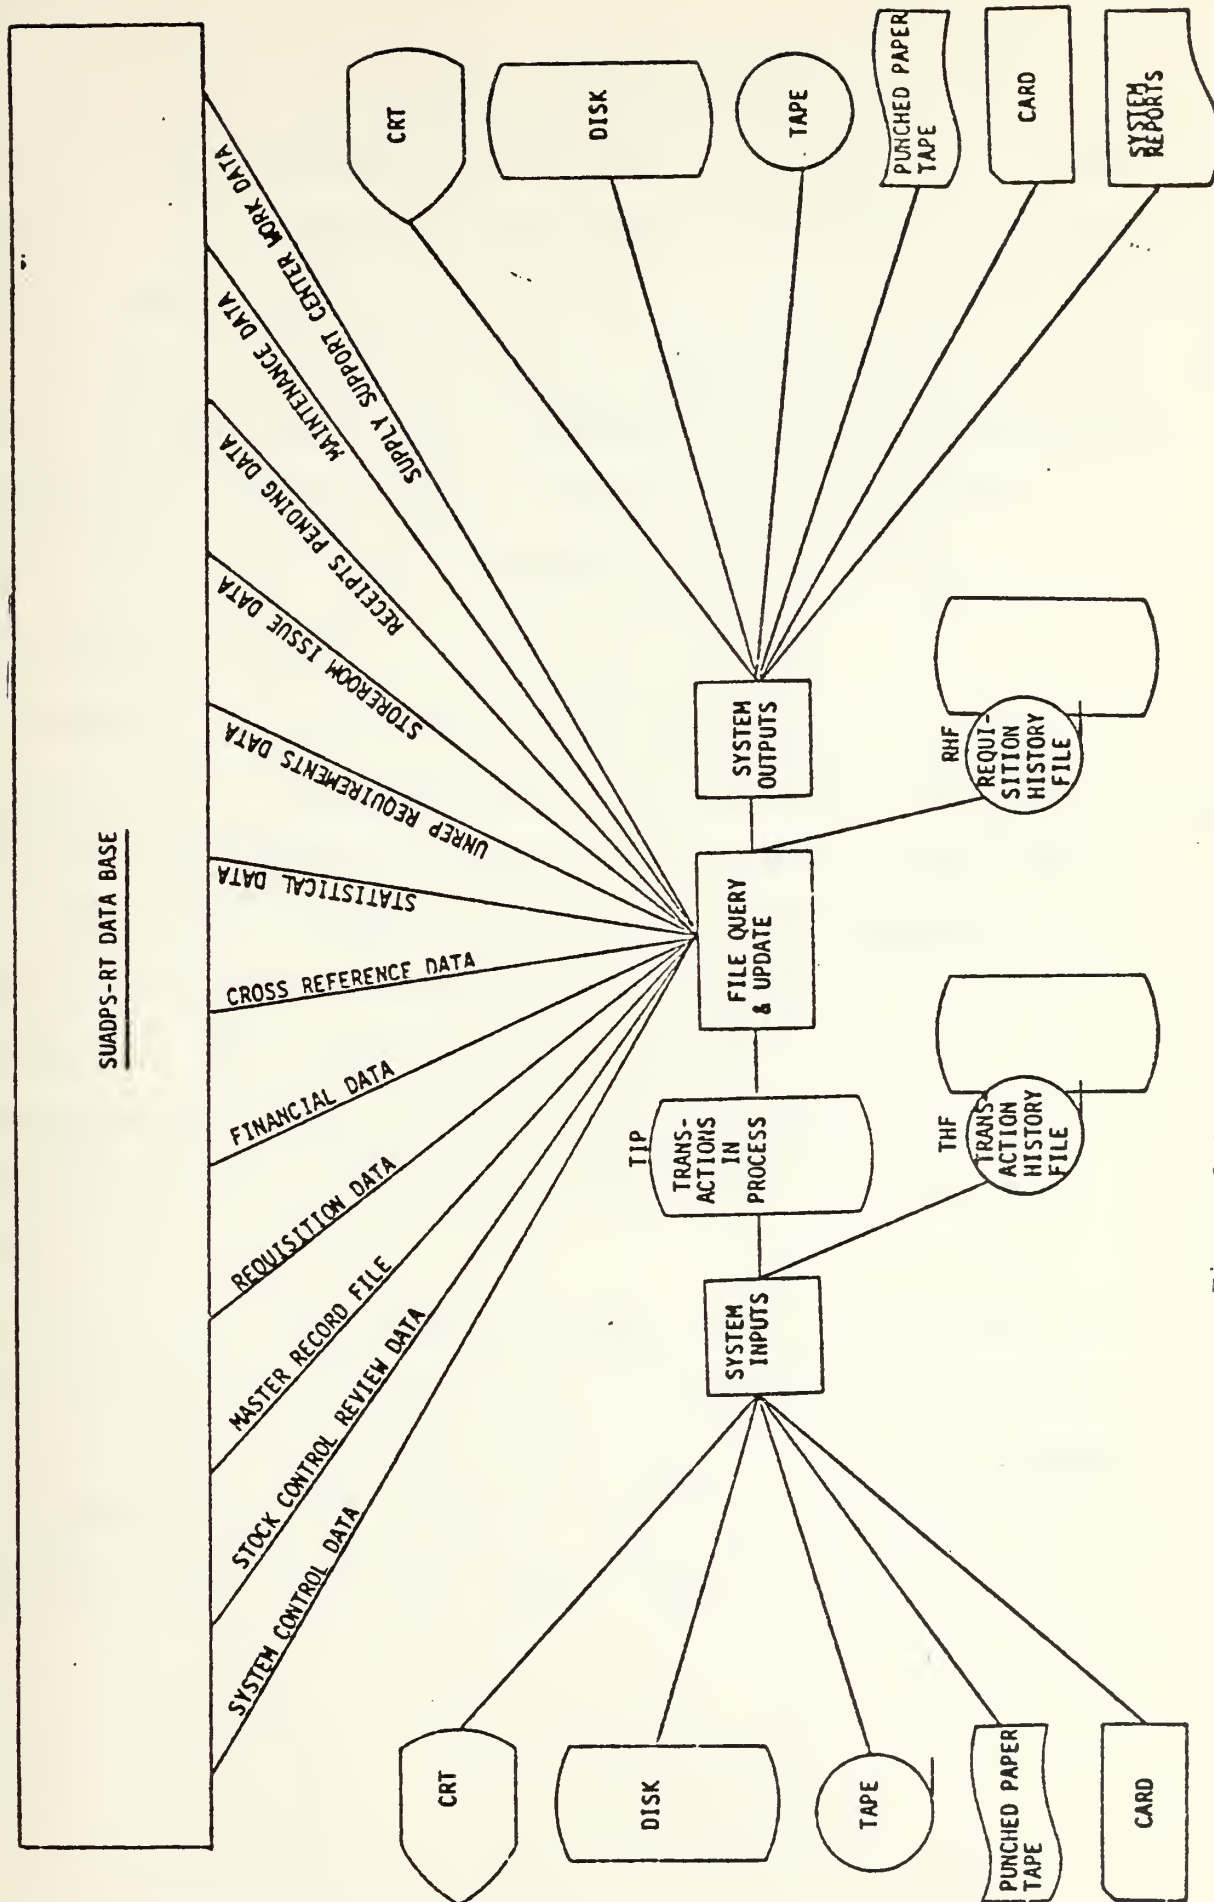 SUADPS-RT DATA BASE
SYSTEM CONTROL DATA
STOCK CONTROL REVIEW DATA
MASTER RECORD FILE
REQUISITION DATA
FINANCIAL DATA
CROSS REFERENCE DATA
STATISTICAL DATA
UNREP REQUIREMENTS DATA
STOREROOM ISSUE DATA
RECEIPTS PENDING DATA
MAINTENANCE DATA
SUPPLY SUPPORT CENTER WORK DATA
CRT
DISK
TAPE
PUNCHED PAPER
TAPE
CARD
SYSTEM
INPUTS
TIP
TRANS-
ACTIONS
IN
PROCESS
THF
TRANS-
ACTION
HISTORY
FILE
FILE QUERY
& UPDATE
SYSTEM
OUTPUTS
RHF
REQUI-
SITION
HISTORY
FILE
CRT
DISK
TAPE
PUNCHED PAPER
TAPE
CARD
SYSTEM
REPORTS